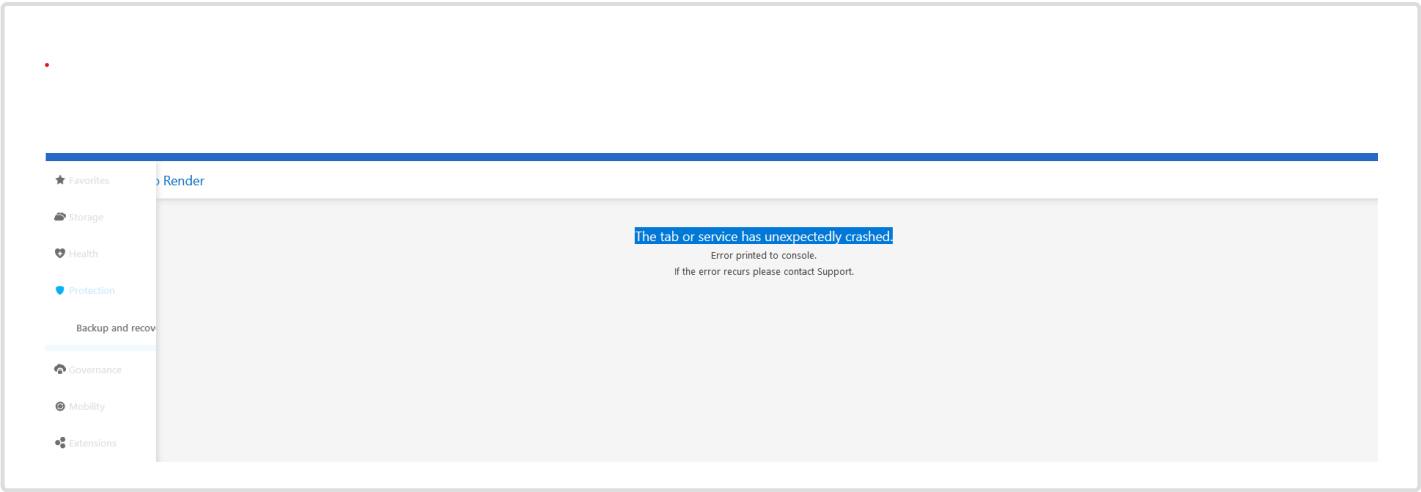 Favorites
Render
Storage
The tab or service has unexpectedly crashed.
Error printed to console.
Health
If the error recurs please contact Support.
Protection
Backup and recov
Governance
Mobility
Extensions